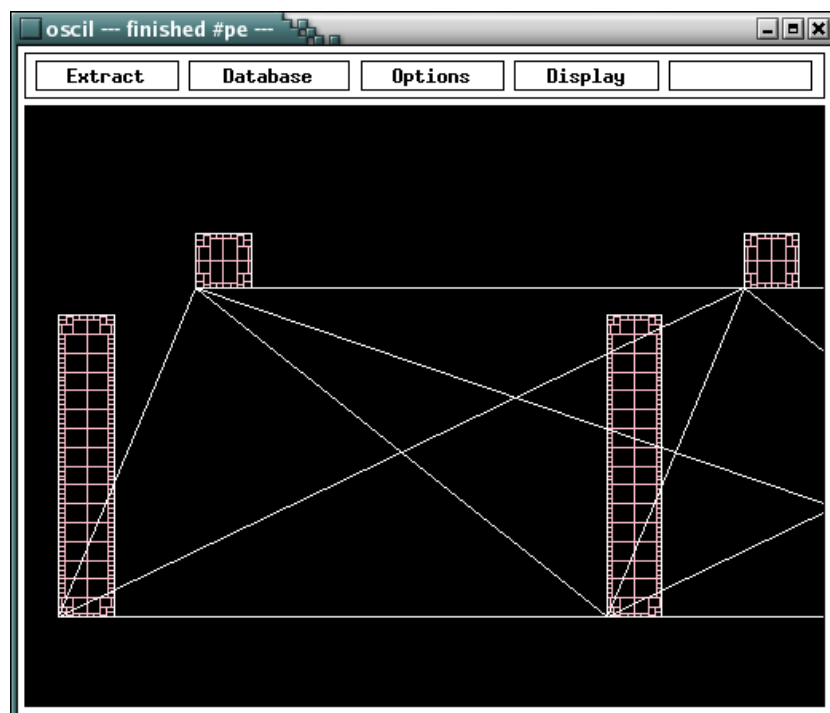 oscil --- finished #pe ---
Extract Database Options Display